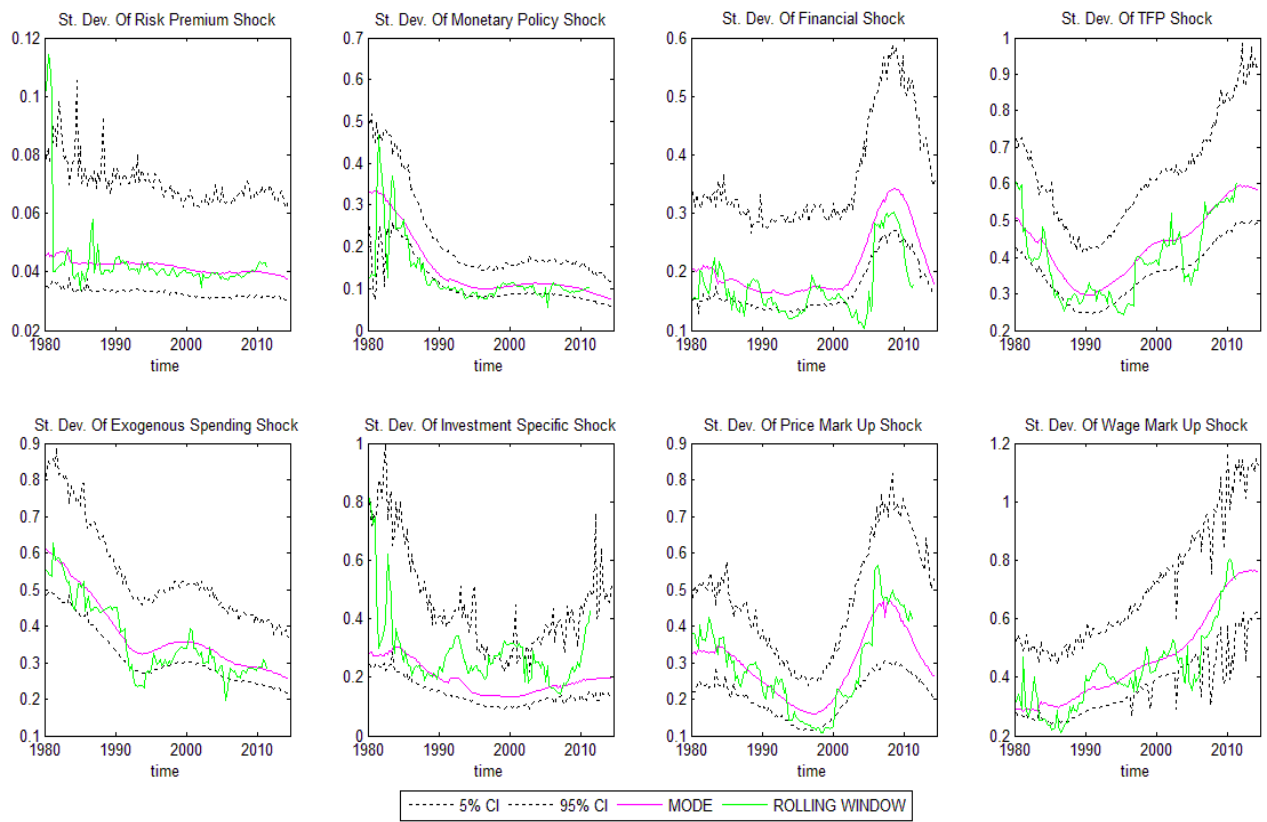 St. Dev. Of Risk Premium Shock
0.12
0.1
0.08
0.06
0.04
0.02
1980 1990 2000 2010
time
St. Dev. Of Monetary Policy Shock
0.7
0.6
0.5
0.4
0.3
0.2
0.1
0
1980 1990 2000 2010
time
St. Dev. Of Financial Shock
0.6
0.5
0.4
0.3
0.2
0.1
1980 1990 2000 2010
time
St. Dev. Of TFP Shock
1
0.9
0.8
0.7
0.6
0.5
0.4
0.3
0.2
1980 1990 2000 2010
time
St. Dev. Of Exogenous Spending Shock
0.9
0.8
0.7
0.6
0.5
0.4
0.3
0.2
0.1
1980 1990 2000 2010
time
St. Dev. Of Investment Specific Shock
1
0.8
0.6
0.4
0.2
0
1980 1990 2000 2010
time
St. Dev. Of Price Mark Up Shock
0.9
0.8
0.7
0.6
0.5
0.4
0.3
0.2
0.1
1980 1990 2000 2010
time
St. Dev. Of Wage Mark Up Shock
1.2
1
0.8
0.6
0.4
0.2
1980 1990 2000 2010
time
5% CI 95% CI MODE ROLLING WINDOW